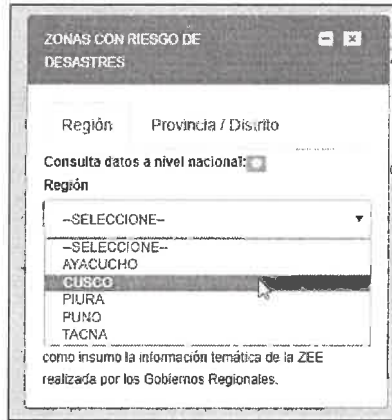 ZONAS CON RIESGO DE
DESASTRES
Región Provincia / Distrito
Consulta datos a nivel nacional:
Región
--SELECCIONE--
--SELECCIONE--
AYACUCHO
CUSCO
PIURA
PUNO
TACNA
como insumo la información temática de la ZEE
realizada por los Gobiernos Regionales.